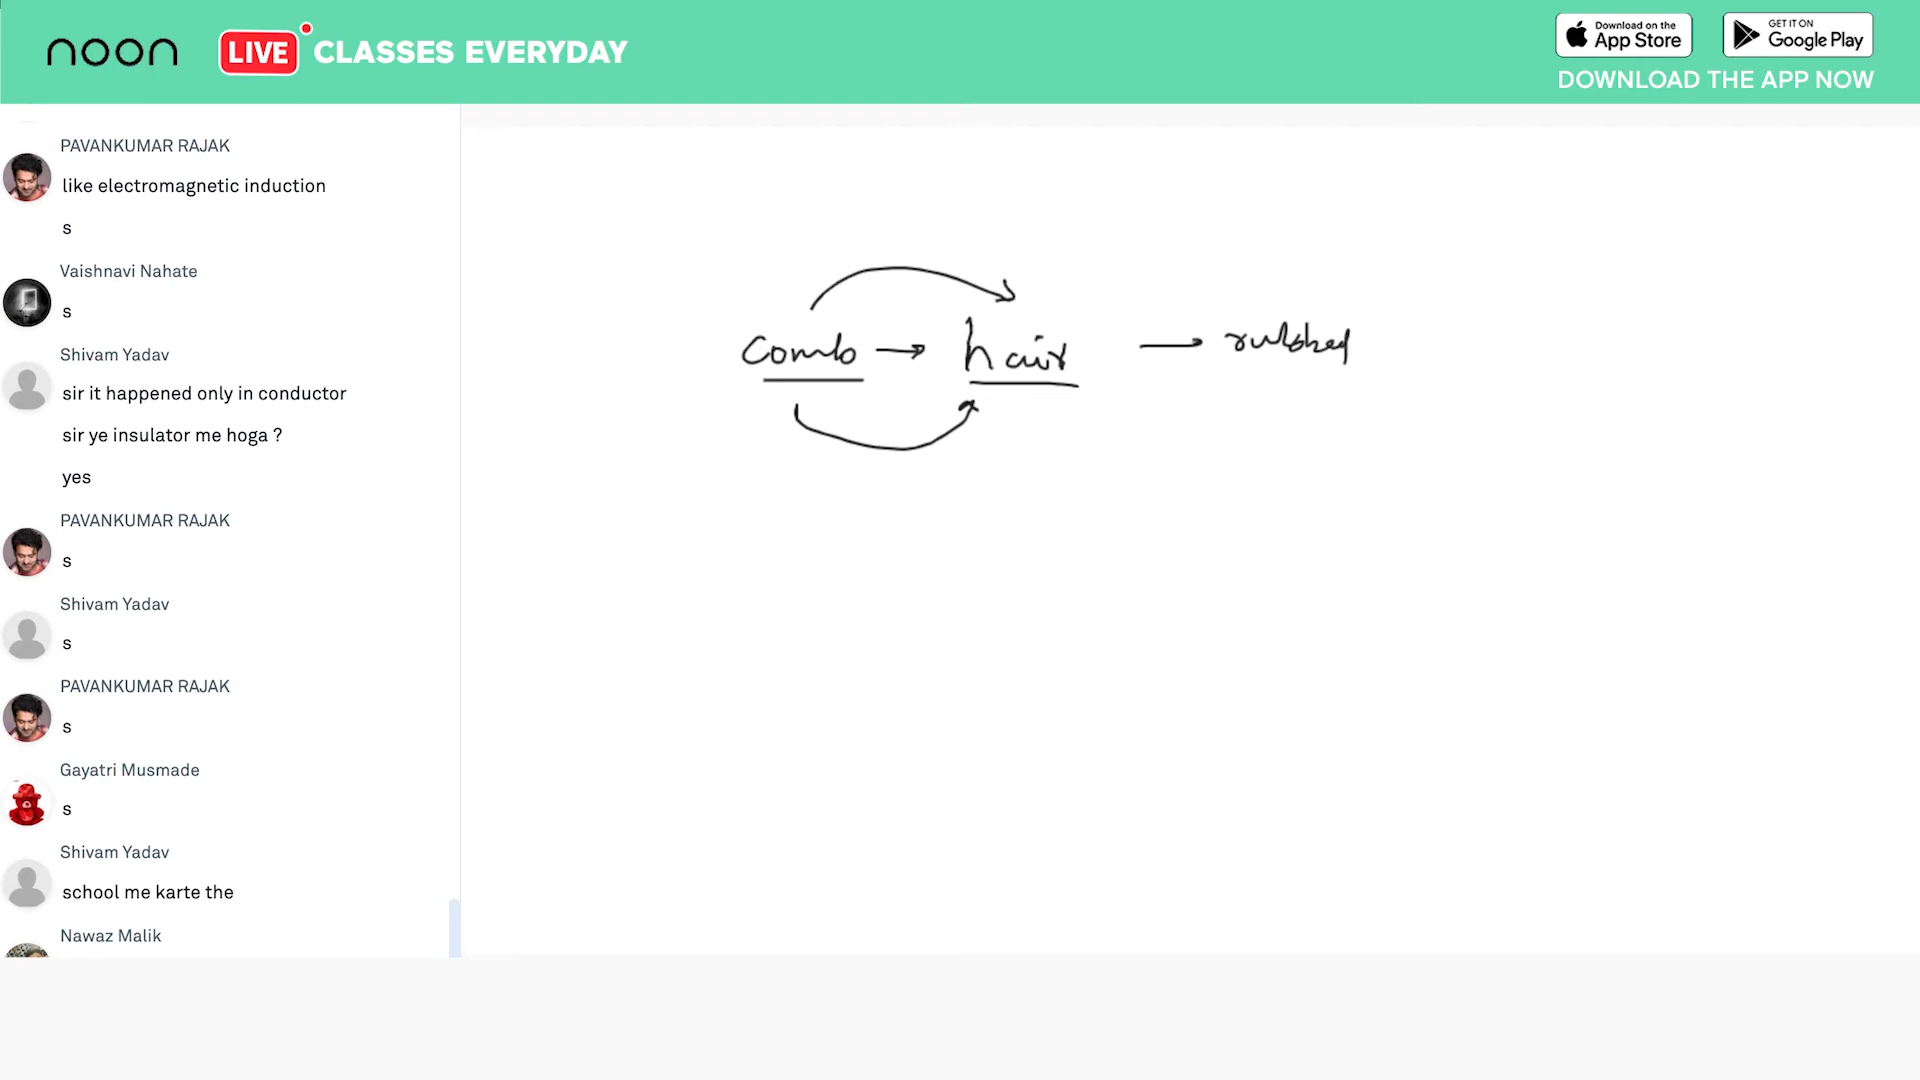 noon LIVE CLASSES EVERYDAY
Download on the App Store
GET IT ON Google Play
DOWNLOAD THE APP NOW
PAVANKUMAR RAJAK
like electromagnetic induction
s
Vaishnavi Nahate
s
Shivam Yadav
sir it happened only in conductor
sir ye insulator me hoga ?
yes
PAVANKUMAR RAJAK
s
Shivam Yadav
s
PAVANKUMAR RAJAK
s
Gayatri Musmade
s
Shivam Yadav
school me karte the
Nawaz Malik
comb → hair → rubbed